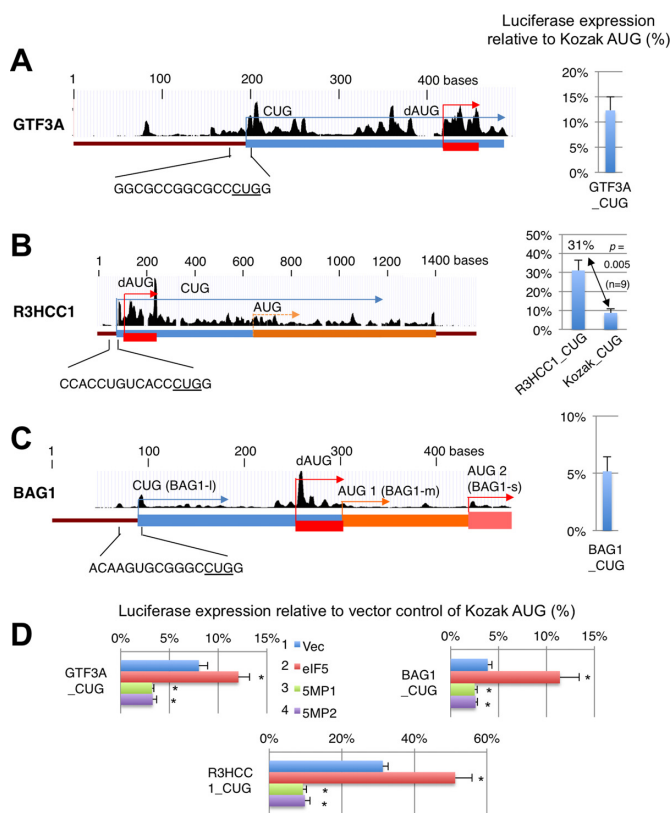 Luciferase expression
relative to Kozak AUG (%)
A
1 100 200 300 400 bases
CUG dAUG
GTF3A
GGCGCCGGCGCCCUGG
20%
15%
10%
5%
0%
GTF3A
_CUG
B
1 200 400 600 800 1000 1200 1400 bases
dAUG CUG
AUG
R3HCC1
CCACCUGUCACCCUGG
50%
40%
30%
20%
10%
0%
31% p =
0.005
(n=9)
R3HCC1_CUG
Kozak_CUG
C
1 100 200 300 400 bases
dAUG
CUG (BAG1-l) AUG 1 (BAG1-m) AUG 2
(BAG1-s)
BAG1
ACAAGUGCGGGCCUGG
10%
5%
0%
BAG1
_CUG
Luciferase expression relative to vector control of Kozak AUG (%)
D
0% 5% 10% 15%
GTF3A
_CUG
*
*
*
1 Vec
2 eIF5
3 5MP1
4 5MP2
0% 5% 10% 15%
BAG1
_CUG
*
*
*
0% 20% 40% 60%
R3HCC
1_CUG
*
*
*